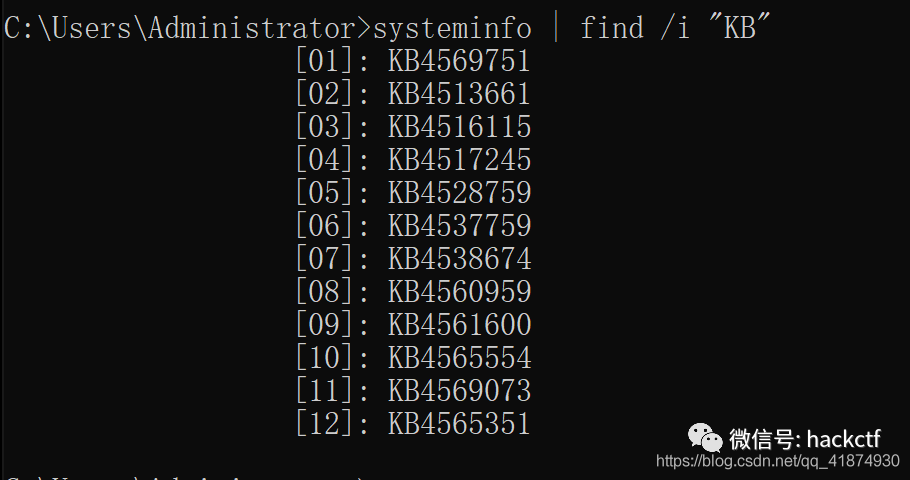 C:\Users\Administrator>systeminfo | find /i "KB"
[01]: KB4569751
[02]: KB4513661
[03]: KB4516115
[04]: KB4517245
[05]: KB4528759
[06]: KB4537759
[07]: KB4538674
[08]: KB4560959
[09]: KB4561600
[10]: KB4565554
[11]: KB4569073
[12]: KB4565351
微信号: hackctf
https://blog.csdn.net/qq_41874930